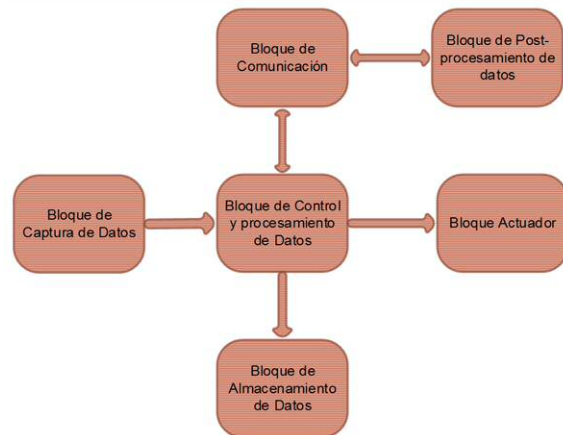 Bloque de
Comunicación
Bloque de Post-
procesamiento de
datos
Bloque de
Captura de Datos
Bloque de Control
y procesamiento
de Datos
Bloque Actuador
Bloque de
Almacenamiento
de Datos